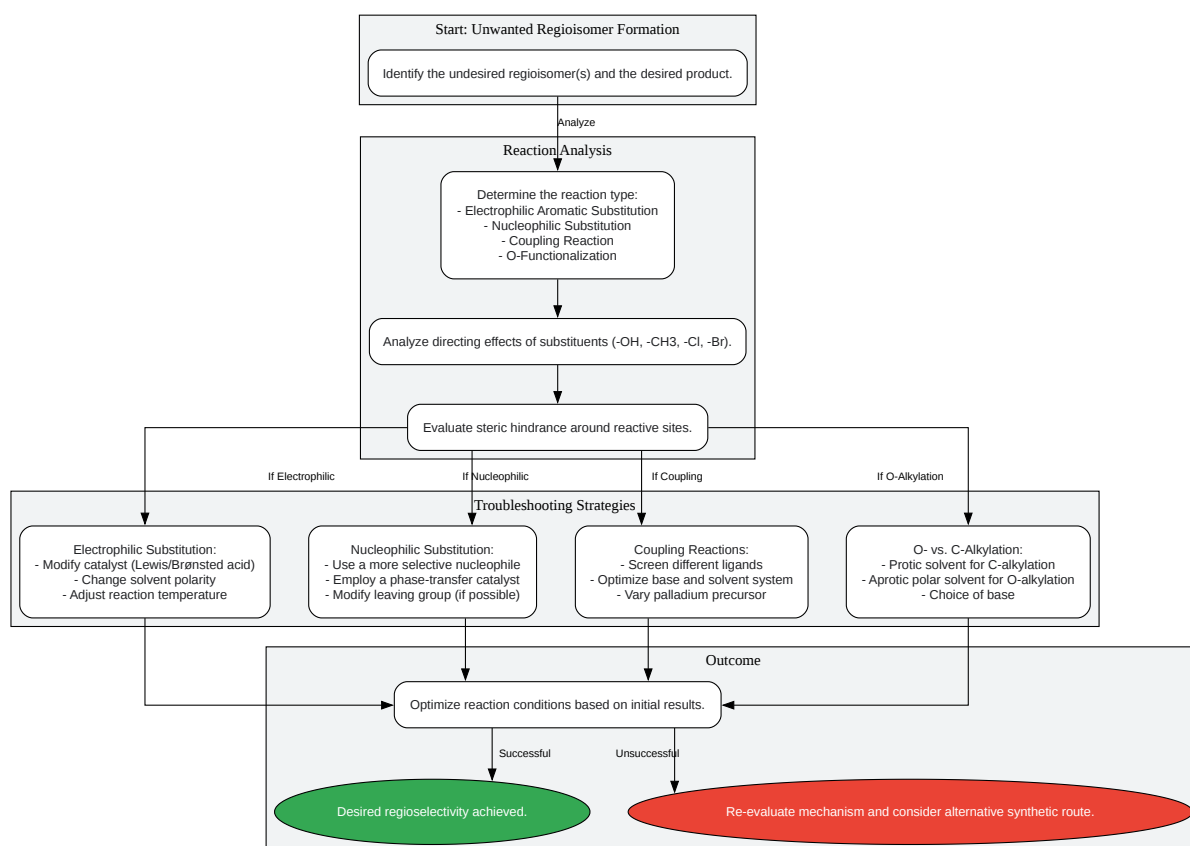 Start: Unwanted Regioisomer Formation
Identify the undesired regioisomer(s) and the desired product.
Analyze
Reaction Analysis
Determine the reaction type:
- Electrophilic Aromatic Substitution
- Nucleophilic Substitution
- Coupling Reaction
- O-Functionalization
Analyze directing effects of substituents (-OH, -CH3, -Cl, -Br).
Evaluate steric hindrance around reactive sites.
If Electrophilic
If Nucleophilic
If Coupling
If O-Alkylation
Troubleshooting Strategies
Electrophilic Substitution:
- Modify catalyst (Lewis/Brønsted acid)
- Change solvent polarity
- Adjust reaction temperature
Nucleophilic Substitution:
- Use a more selective nucleophile
- Employ a phase-transfer catalyst
- Modify leaving group (if possible)
Coupling Reactions:
- Screen different ligands
- Optimize base and solvent system
- Vary palladium precursor
O- vs. C-Alkylation:
- Protic solvent for C-alkylation
- Aprotic polar solvent for O-alkylation
- Choice of base
Outcome
Optimize reaction conditions based on initial results.
Successful
Unsuccessful
Desired regioselectivity achieved.
Re-evaluate mechanism and consider alternative synthetic route.